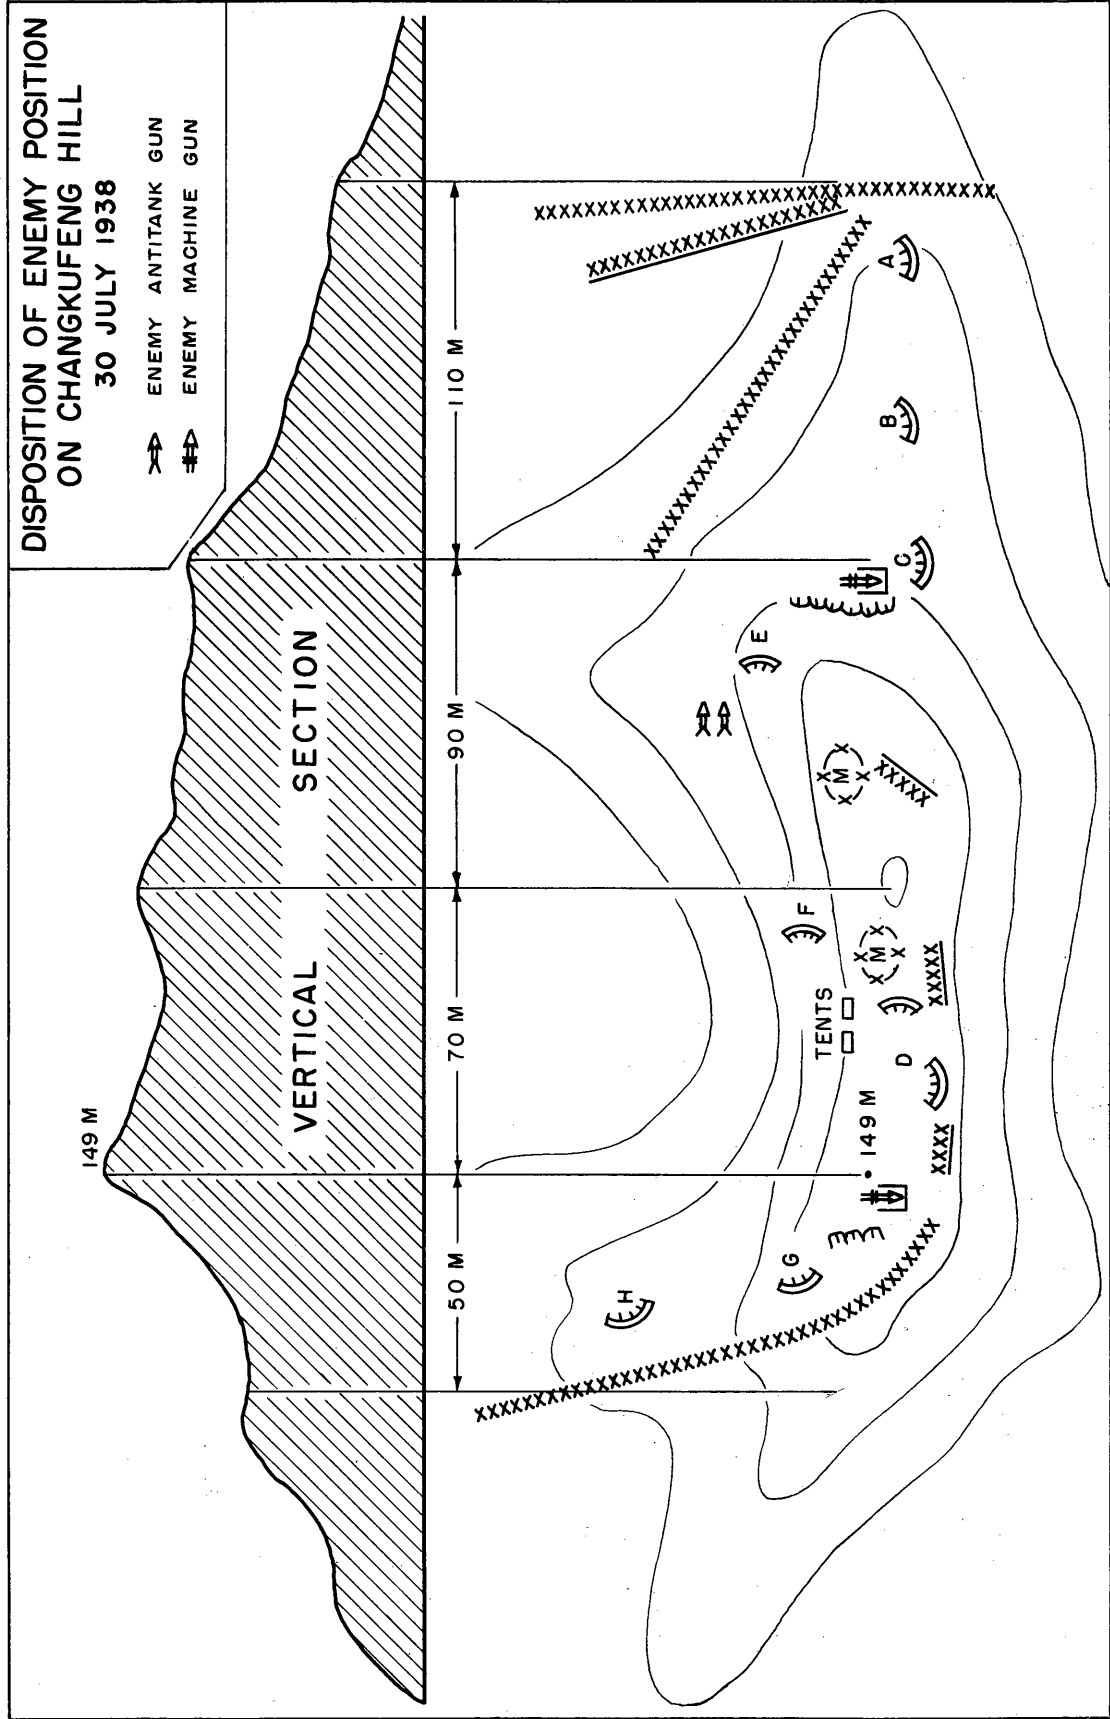 DISPOSITION OF ENEMY POSITION
ON CHANGKUFENG HILL
30 JULY 1938
ENEMY ANTITANK GUN
ENEMY MACHINE GUN
149 M
VERTICAL SECTION
50 M
70 M
90 M
110 M
H
G
149 M
D
TENTS
F
M
M
E
C
B
A